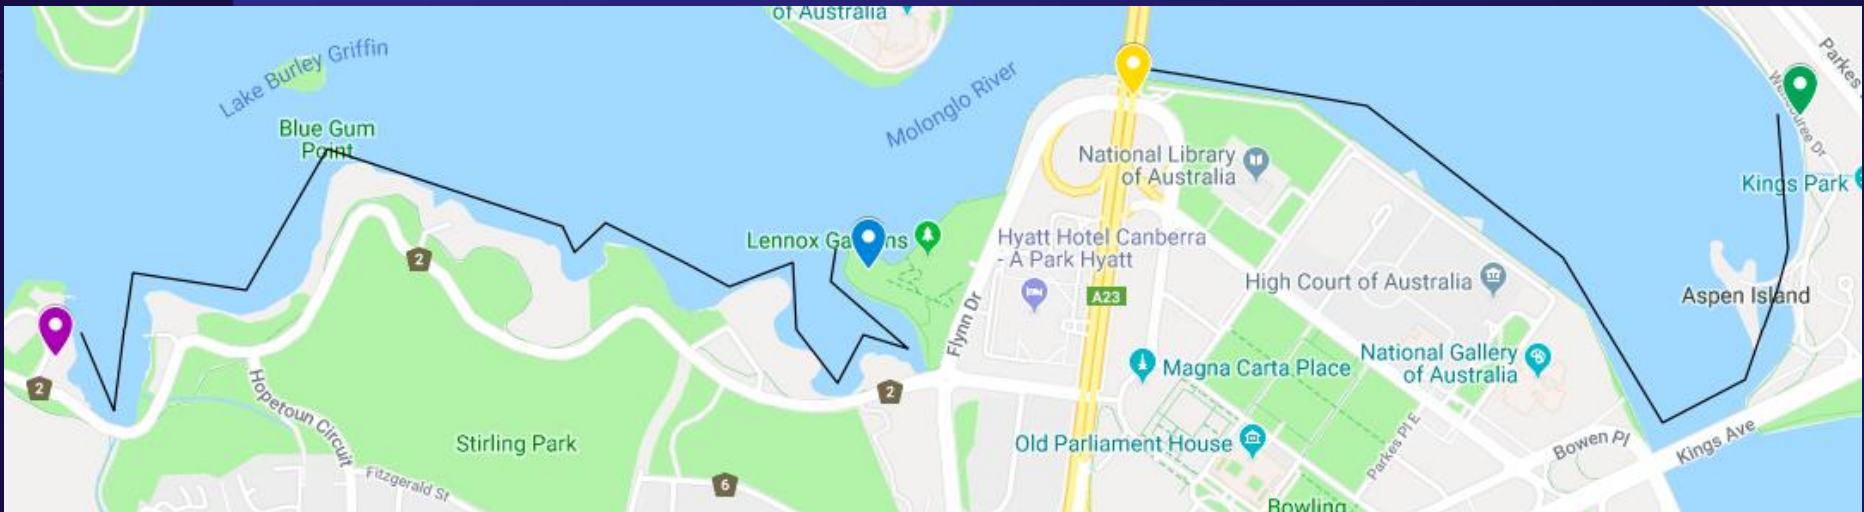 of Australia
Lake Burley Griffin
Molonglo River
Parkes
Blue Gum
Point
Kings Park
National Library
of Australia
Lennox Ga ns
Hyatt Hotel Canberra
- A Park Hyatt
2
High Court of Australia
A23
Aspen Island
Flynn Dr
National Gallery
of Australia
Magna Carta Place
2
2
Hopetoun Circuit
Stirling Park
Old Parliament House
Parkes Pl E
Bowen Pl
Kings Ave
Fitzgerald St
6
Bowling